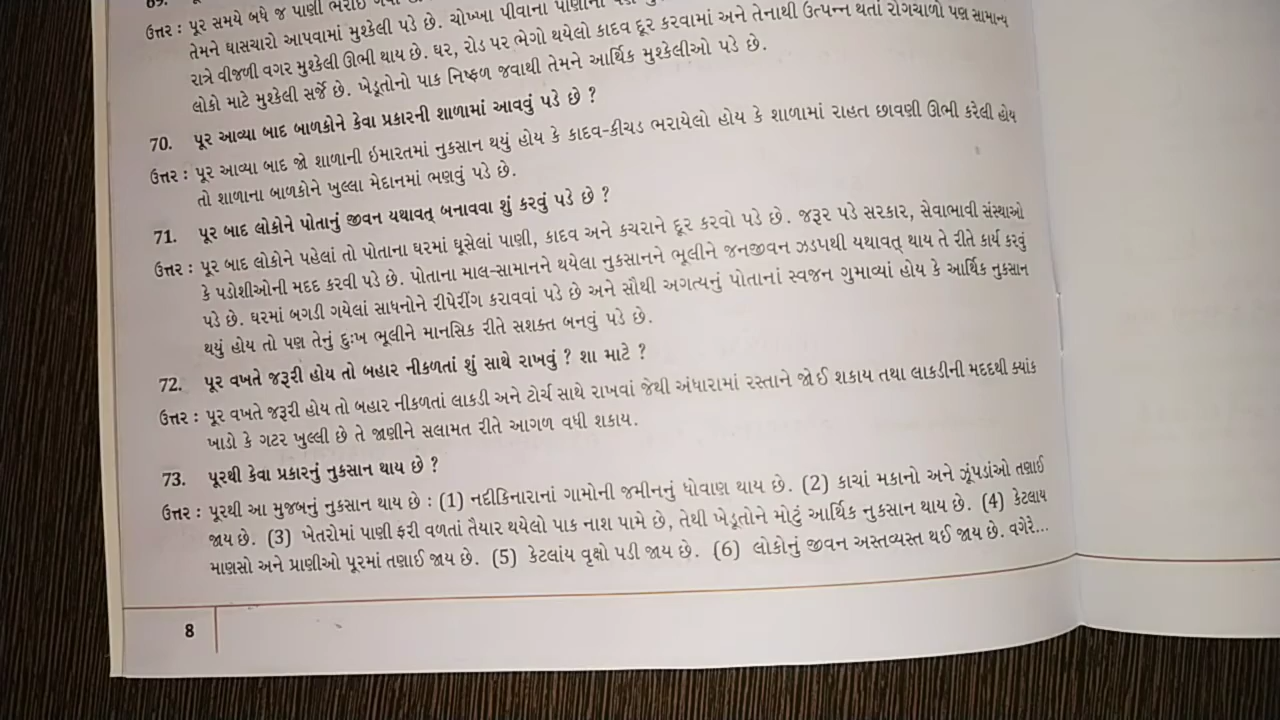 69.
ઉત્તર : પૂર સમયે બધે જ પાણી ભરાઈ
તેમને ઘાસચારો આપવામાં મુશ્કેલી પડે છે. ચોખ્ખા પીવાના પાણીની
રાત્રે વીજળી વગર મુશ્કેલી ઊભી થાય છે. ઘર, રોડ પર ભેગો થયેલો કાદવ દૂર કરવામાં અને તેનાથી ઉત્પન્ન થતાં રોગચાળો પણ સામાન્ય
લોકો માટે મુશ્કેલી સર્જે છે. ખેડૂતોનો પાક નિષ્ફળ જવાથી તેમને આર્થિક મુશ્કેલીઓ પડે છે.
70. પૂર આવ્યા બાદ બાળકોને કેવા પ્રકારની શાળામાં આવવું પડે છે ?
ઉત્તર : પૂર આવ્યા બાદ જો શાળાની ઇમારતમાં નુકસાન થયું હોય કે કાદવ-કીચડ ભરાયેલો હોય કે શાળામાં રાહત છાવણી ઊભી કરેલી હોય
તો શાળાના બાળકોને ખુલ્લા મેદાનમાં ભણવું પડે છે.
71. પૂર બાદ લોકોને પોતાનું જીવન યથાવત્ બનાવવા શું કરવું પડે છે ?
ઉત્તર : પૂર બાદ લોકોને પહેલાં તો પોતાના ઘરમાં ઘૂસેલાં પાણી, કાદવ અને કચરાને દૂર કરવો પડે છે. જરૂર પડે સરકાર, સેવાભાવી સંસ્થાઓ
કે પડોશીઓની મદદ કરવી પડે છે. પોતાના માલ-સામાનને થયેલા નુકસાનને ભૂલીને જનજીવન ઝડપથી યથાવત્ થાય તે રીતે કાર્ય કરવું
પડે છે. ઘરમાં બગડી ગયેલાં સાધનોને રીપેરીંગ કરાવવાં પડે છે અને સૌથી અગત્યનું પોતાનાં સ્વજન ગુમાવ્યાં હોય કે આર્થિક નુકસાન
થયું હોય તો પણ તેનું દુઃખ ભૂલીને માનસિક રીતે સશક્ત બનવું પડે છે.
72. પૂર વખતે જરૂરી હોય તો બહાર નીકળતાં શું સાથે રાખવું ? શા માટે ?
ઉત્તર : પૂર વખતે જરૂરી હોય તો બહાર નીકળતાં લાકડી અને ટોર્ચ સાથે રાખવાં જેથી અંધારામાં રસ્તાને જોઈ શકાય તથા લાકડીની મદદથી ક્યાંક
ખાડો કે ગટર ખુલ્લી છે તે જાણીને સલામત રીતે આગળ વધી શકાય.
73. પૂરથી કેવા પ્રકારનું નુકસાન થાય છે ?
ઉત્તર : પૂરથી આ મુજબનું નુકસાન થાય છે : (1) નદીકિનારાનાં ગામોની જમીનનું ધોવાણ થાય છે. (2) કાચાં મકાનો અને ઝૂંપડાંઓ તણાઈ
જાય છે. (3) ખેતરોમાં પાણી ફરી વળતાં તૈયાર થયેલો પાક નાશ પામે છે, તેથી ખેડૂતોને મોટું આર્થિક નુકસાન થાય છે. (4) કેટલાય
માણસો અને પ્રાણીઓ પૂરમાં તણાઈ જાય છે. (5) કેટલાંય વૃક્ષો પડી જાય છે. (6) લોકોનું જીવન અસ્તવ્યસ્ત થઈ જાય છે. વગેરે...
8